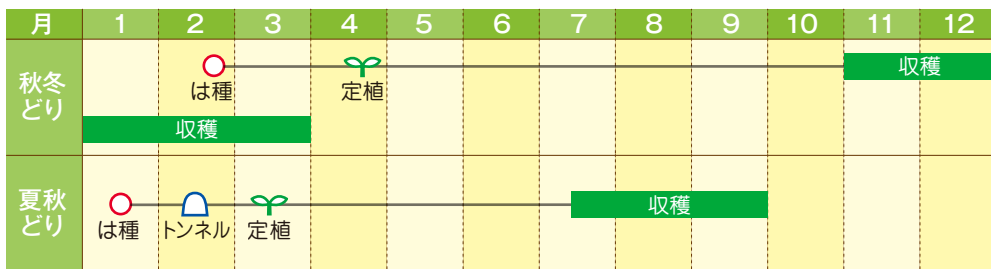 月 1 2 3 4 5 6 7 8 9 10 11 12
秋冬
どり
は種 定植 収穫
収穫
夏秋
どり
は種 トンネル 定植 収穫